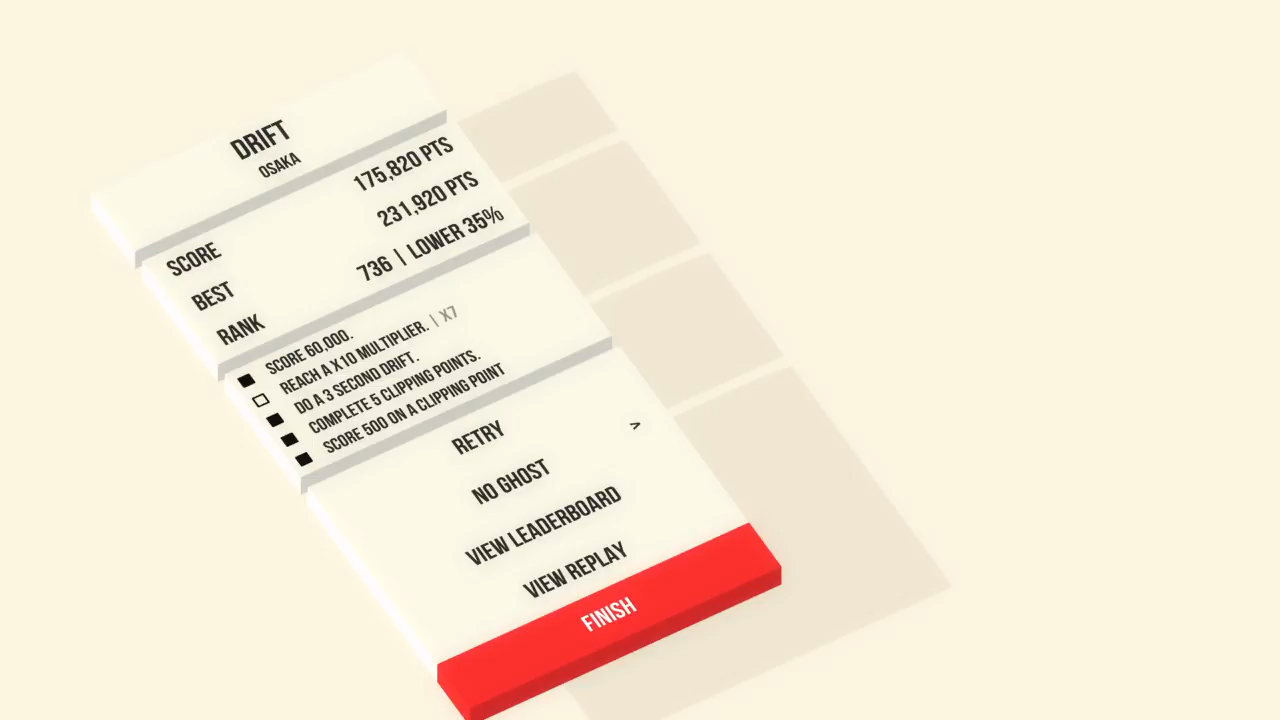 DRIFT
OSAKA
SCORE 175,820 PTS
BEST 231,920 PTS
RANK 736 | LOWER 35%
SCORE 60,000.
REACH A X10 MULTIPLIER. | X7
DO A 3 SECOND DRIFT.
COMPLETE 5 CLIPPING POINTS.
SCORE 500 ON A CLIPPING POINT
RETRY
NO GHOST >
VIEW LEADERBOARD
VIEW REPLAY
FINISH